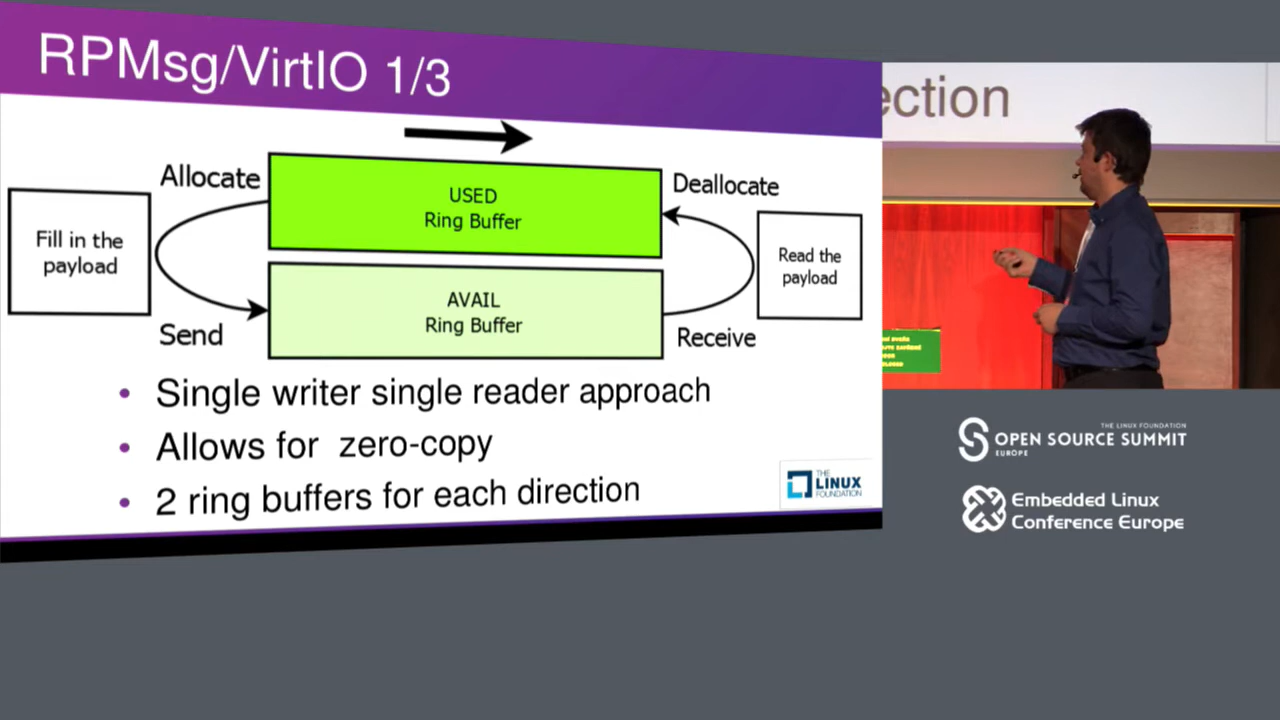 RPMsg/VirtIO 1/3
Allocate
USED
Ring Buffer
Deallocate
Fill in the
payload
Read the
payload
AVAIL
Ring Buffer
Send
Receive
• Single writer single reader approach
• Allows for zero-copy
• 2 ring buffers for each direction
THE
LINUX
FOUNDATION
ection
THE LINUX FOUNDATION
OPEN SOURCE SUMMIT
EUROPE
Embedded Linux
Conference Europe